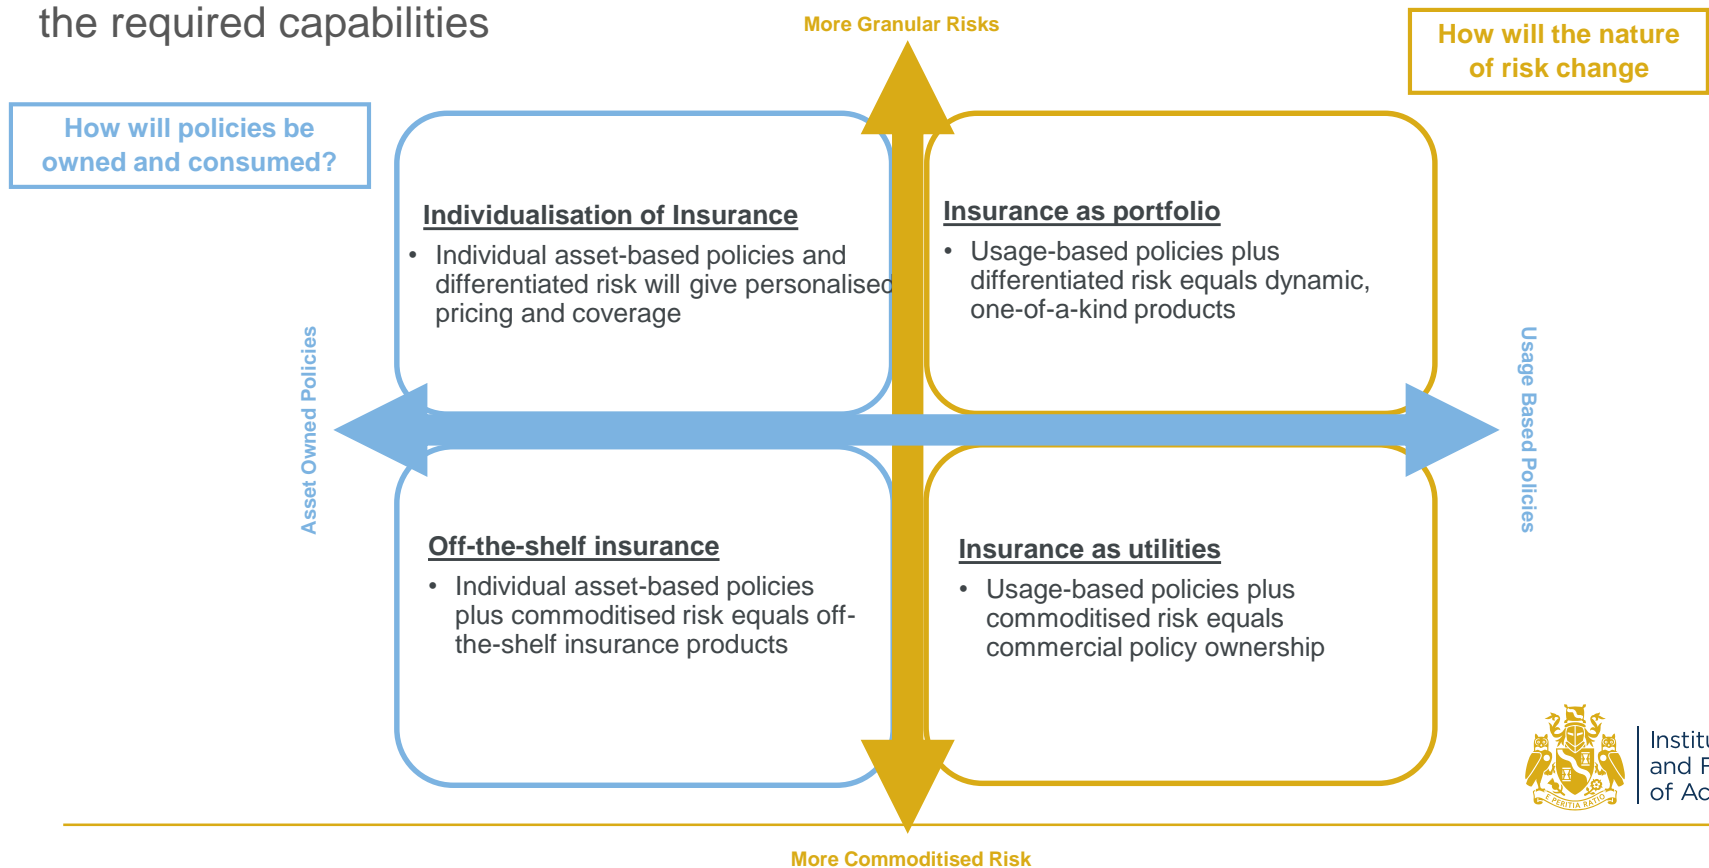 the required capabilities
More Granular Risks
How will the nature
of risk change
How will policies be
owned and consumed?
Individualisation of Insurance
• Individual asset-based policies and
differentiated risk will give personalised
pricing and coverage
Insurance as portfolio
• Usage-based policies plus
differentiated risk equals dynamic,
one-of-a-kind products
Asset Owned Policies
Usage Based Policies
Off-the-shelf insurance
• Individual asset-based policies
plus commoditised risk equals off-
the-shelf insurance products
Insurance as utilities
• Usage-based policies plus
commoditised risk equals
commercial policy ownership
E PERITIA RATIO
and
of
More Commoditised Risk